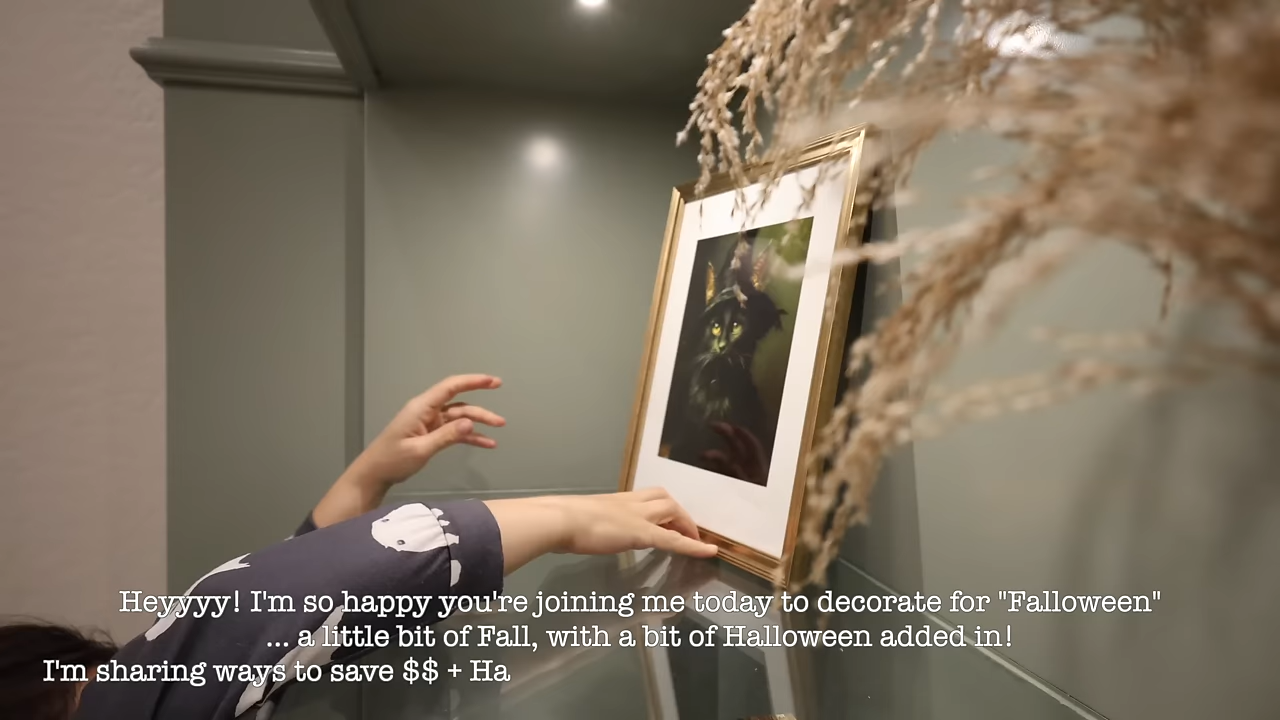 Heyyyy! I'm so happy you're joining me today to decorate for "Falloween"
... a little bit of Fall, with a bit of Halloween added in!
I'm sharing ways to save $$ + Ha